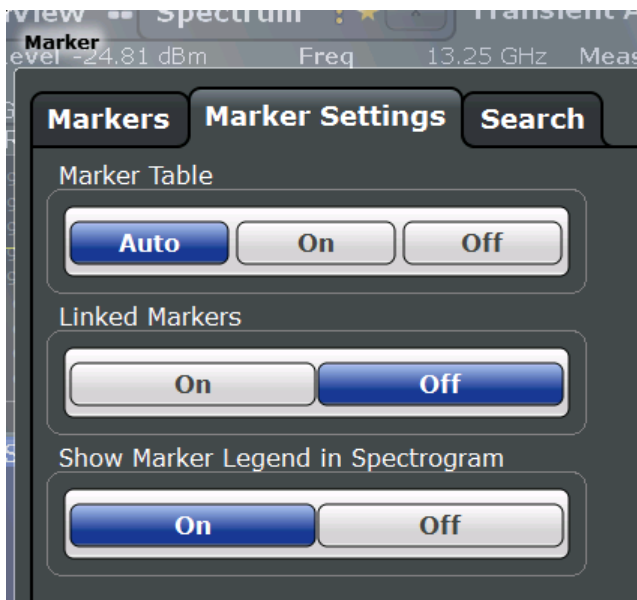 Spectrum
Marker
-24.81 dBm Freq 13.25 GHz Meas
Markers Marker Settings Search
Marker Table
Auto On Off
Linked Markers
On Off
Show Marker Legend in Spectrogram
On Off